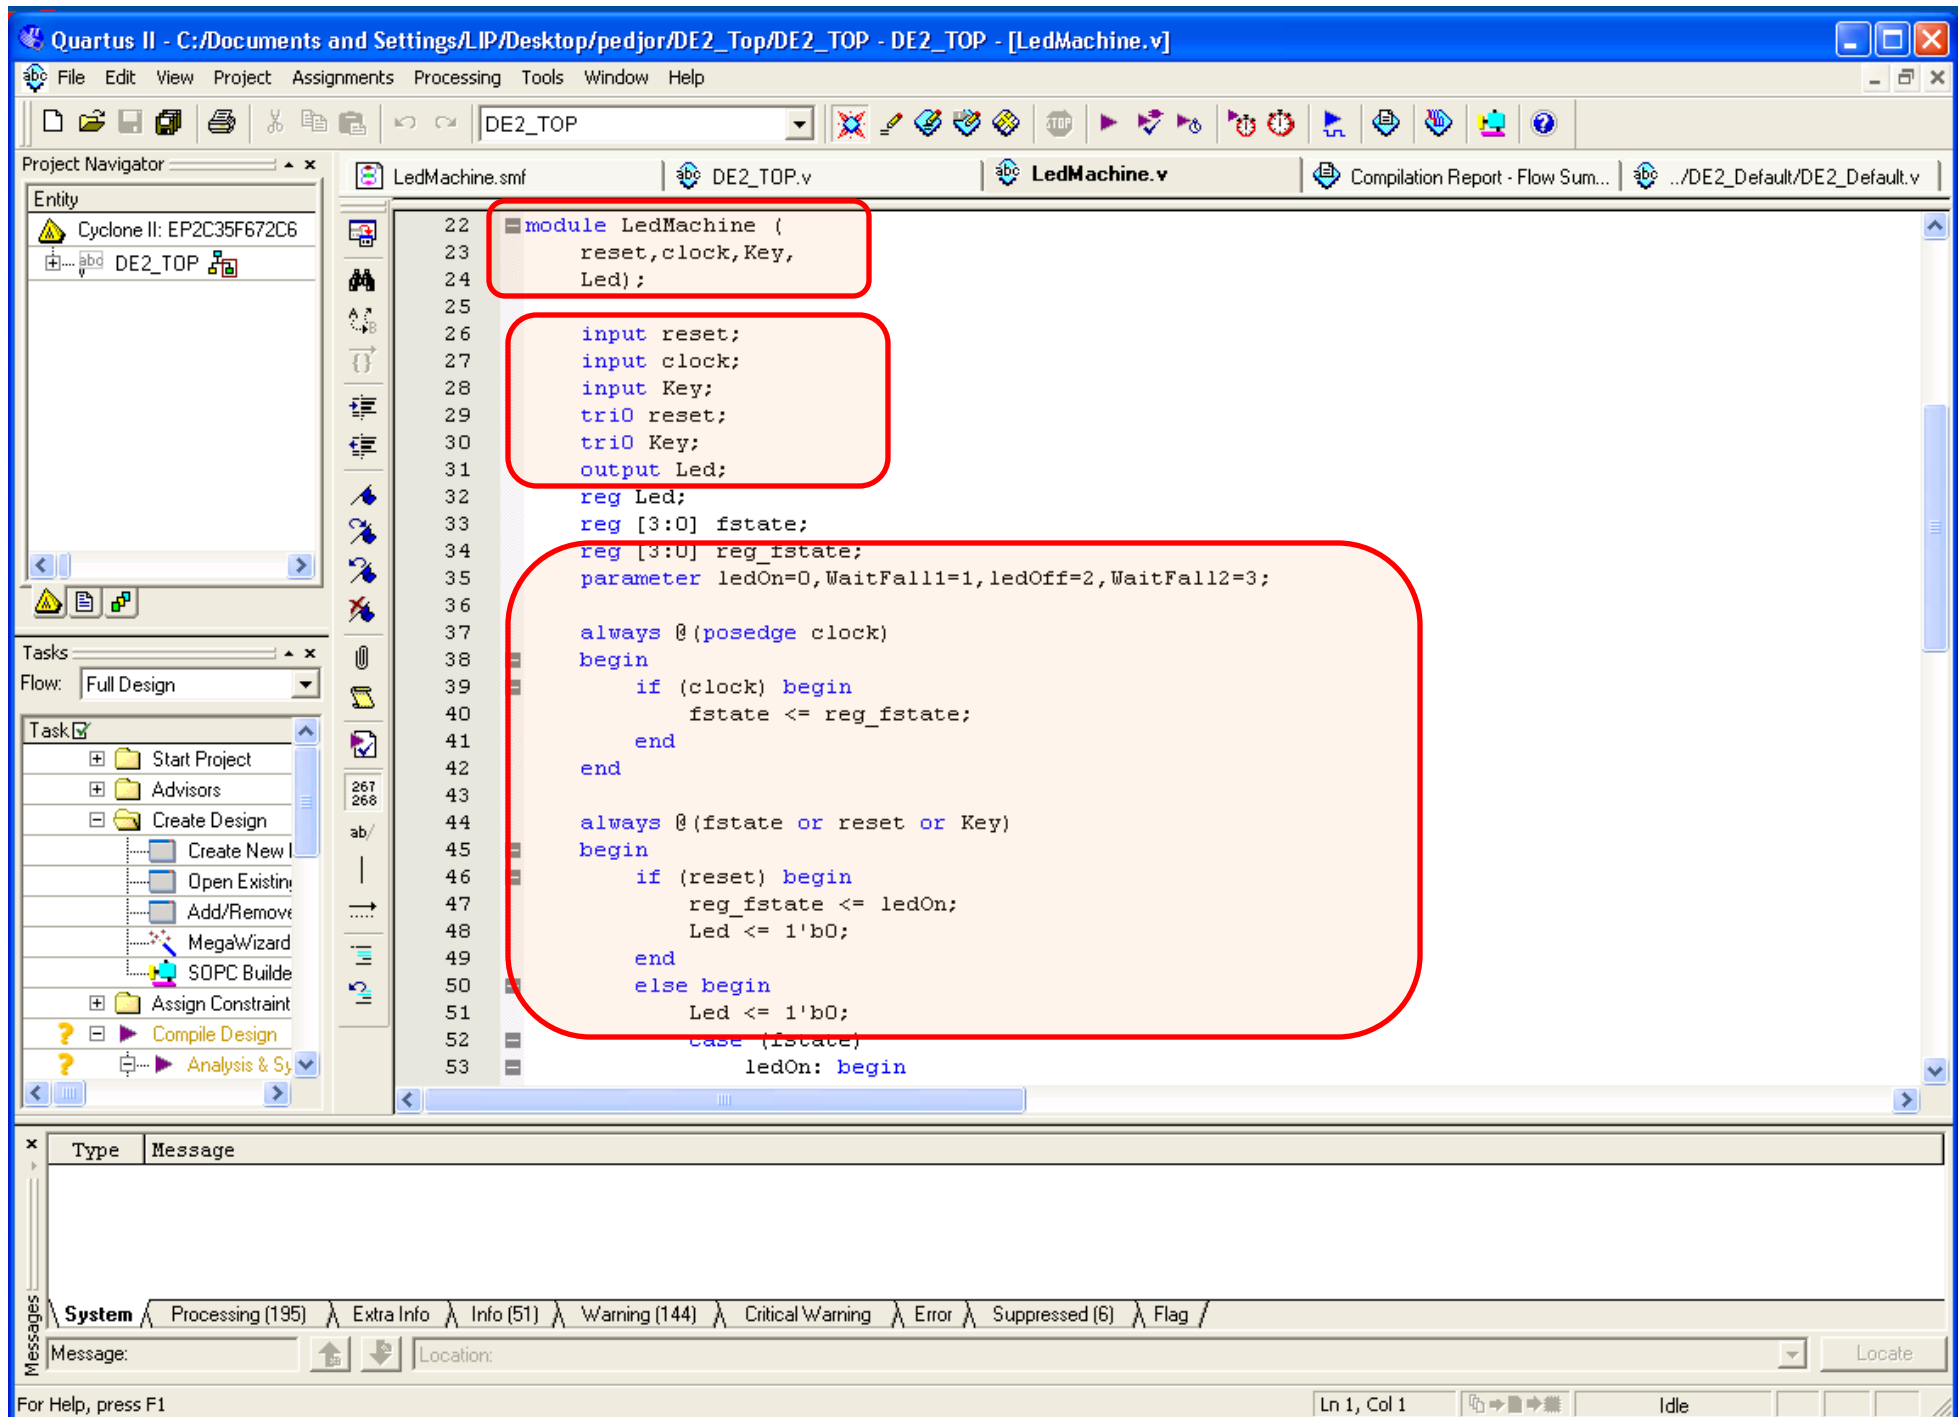 Quartus II - C:/Documents and Settings/LIP/Desktop/pedjor/DE2_Top/DE2_TOP - DE2_TOP - [LedMachine.v]
File Edit View Project Assignments Processing Tools Window Help
DE2_TOP
Project Navigator
Entity
Cyclone II: EP2C35F672C6
DE2_TOP
Tasks
Flow: Full Design
Task
Start Project
Advisors
Create Design
Create New I
Open Existin
Add/Remove
MegaWizard
SOPC Builde
Assign Constraint
Compile Design
Analysis & Sy
LedMachine.smf DE2_TOP.v LedMachine.v Compilation Report - Flow Sum... .../DE2_Default/DE2_Default.v
267
268
ab/
22 module LedMachine (
23 reset,clock,Key,
24 Led);
25
26 input reset;
27 input clock;
28 input Key;
29 tri0 reset;
30 tri0 Key;
31 output Led;
32 reg Led;
33 reg [3:0] fstate;
34 reg [3:0] reg_fstate;
35 parameter ledOn=0,WaitFall1=1,ledOff=2,WaitFall2=3;
36
37 always @(posedge clock)
38 begin
39 if (clock) begin
40 fstate <= reg_fstate;
41 end
42 end
43
44 always @(fstate or reset or Key)
45 begin
46 if (reset) begin
47 reg_fstate <= ledOn;
48 Led <= 1'b0;
49 end
50 else begin
51 Led <= 1'b0;
52 case (fstate)
53 ledOn: begin
Type Message
Messages
System Processing (195) Extra Info Info (51) Warning (144) Critical Warning Error Suppressed (6) Flag
Message: Location: Locate
For Help, press F1 Ln 1, Col 1 Idle